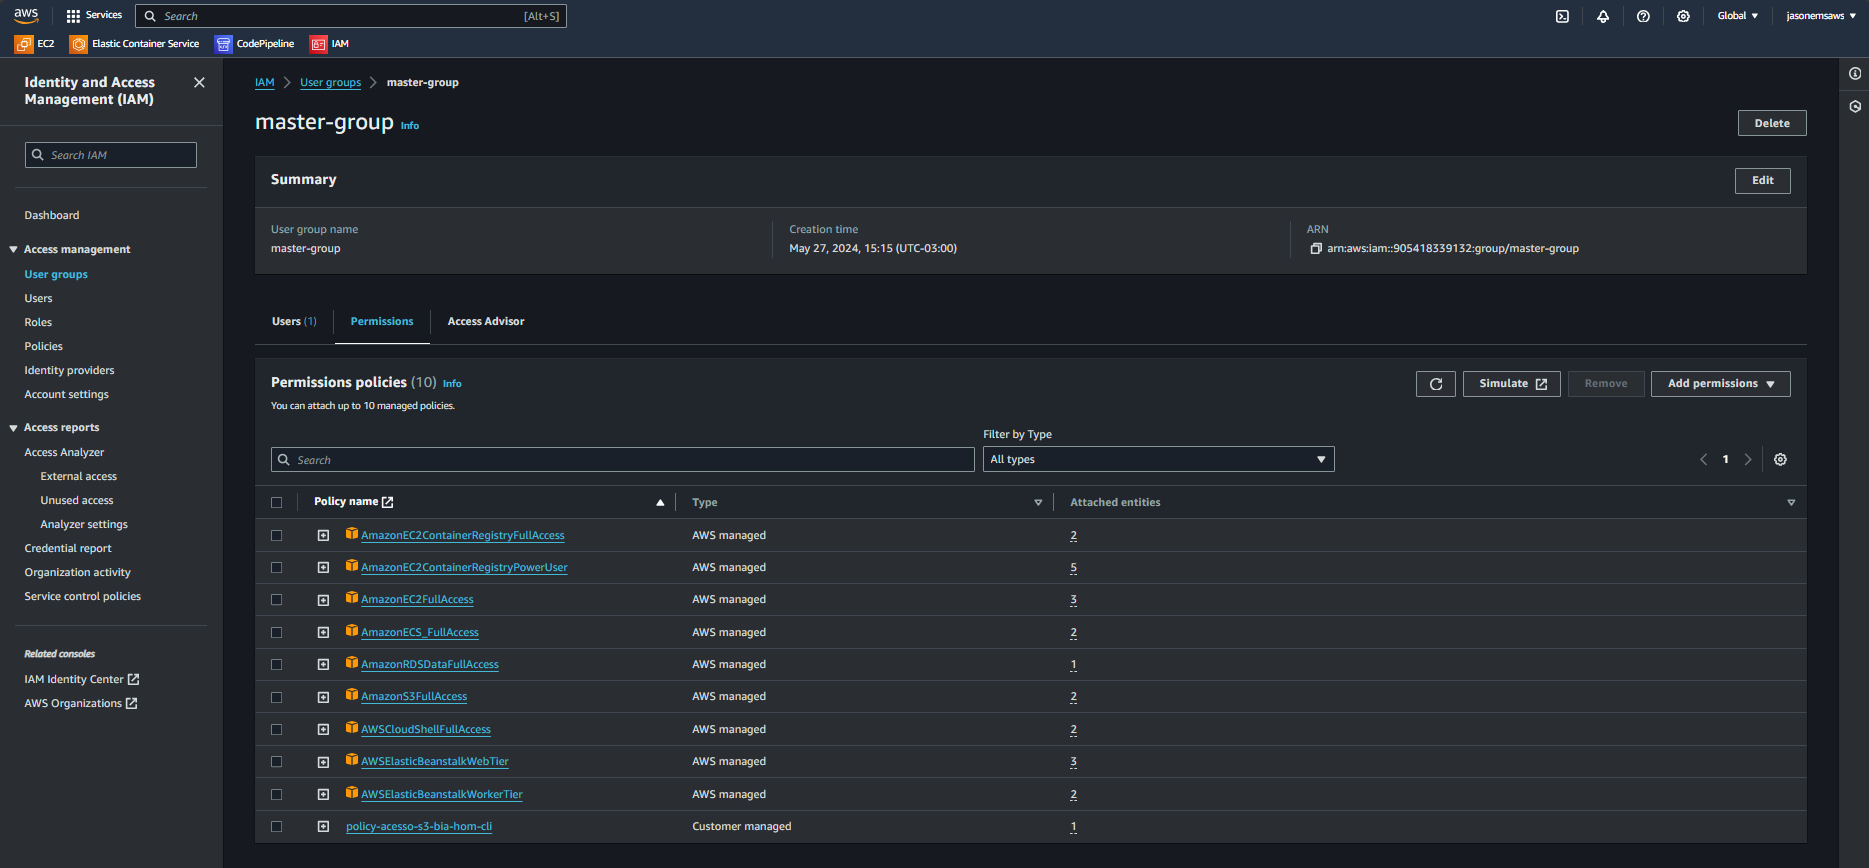 aws
Services
Search
[Alt+S]
Global
jasonemsaws
EC2
Elastic Container Service
CodePipeline
IAM
Identity and Access
Management (IAM)
Search IAM
Dashboard
Access management
User groups
Users
Roles
Policies
Identity providers
Account settings
Access reports
Access Analyzer
External access
Unused access
Analyzer settings
Credential report
Organization activity
Service control policies
Related consoles
IAM Identity Center
AWS Organizations
IAM
User groups
master-group
master-group Info
Delete
Summary
Edit
User group name
master-group
Creation time
May 27, 2024, 15:15 (UTC-03:00)
ARN
arn:aws:iam::905418339132:group/master-group
Users (1)
Permissions
Access Advisor
Permissions policies (10) Info
You can attach up to 10 managed policies.
Simulate
Remove
Add permissions
Filter by Type
Search
All types
1
Policy name
Type
Attached entities
AmazonEC2ContainerRegistryFullAccess AWS managed 2
AmazonEC2ContainerRegistryPowerUser AWS managed 5
AmazonEC2FullAccess AWS managed 3
AmazonECS_FullAccess AWS managed 2
AmazonRDSDataFullAccess AWS managed 1
AmazonS3FullAccess AWS managed 2
AWSCloudShellFullAccess AWS managed 2
AWSElasticBeanstalkWebTier AWS managed 3
AWSElasticBeanstalkWorkerTier AWS managed 2
policy-acesso-s3-bia-hom-cli Customer managed 1